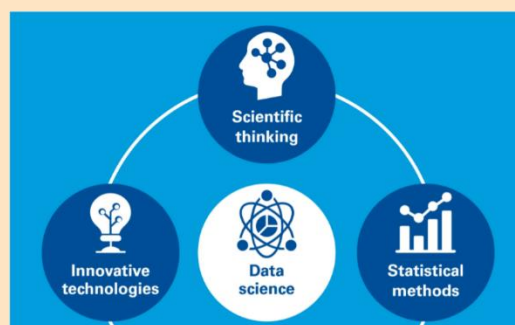 Scientific
thinking
Innovative
technologies
Data
science
Statistical
methods